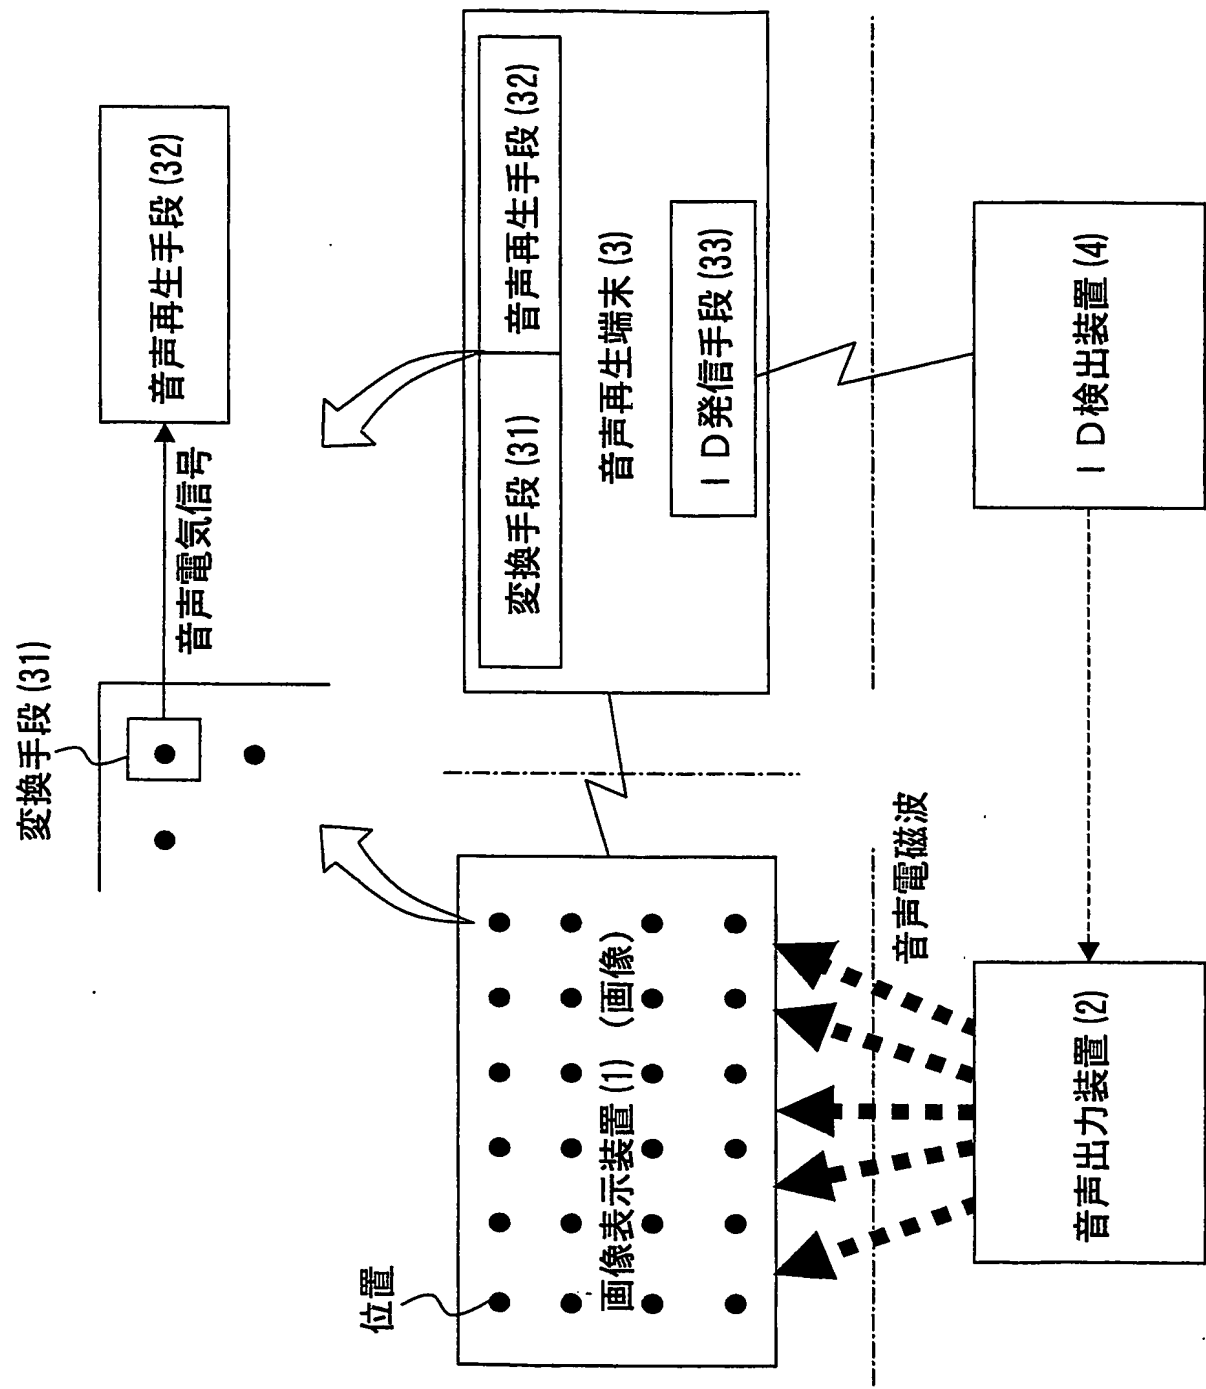 変換手段(31)
音声電気信号
音声再生手段(32)
位置
画像表示装置(1) (画像)
変換手段(31)
音声再生手段(32)
音声再生端末(3)
ID発信手段(33)
音声電磁波
音声出力装置(2)
ID検出装置(4)